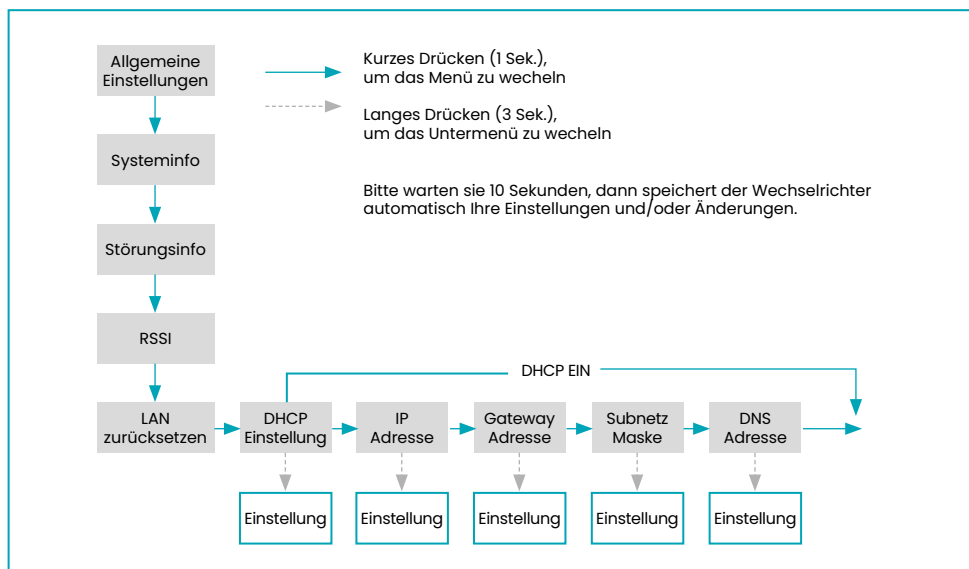 Allgemeine
Einstellungen
Kurzes Drücken (1 Sek.),
um das Menü zu wecheln
Langes Drücken (3 Sek.),
um das Untermenü zu wecheln
Systeminfo
Bitte warten sie 10 Sekunden, dann speichert der Wechselrichter
automatisch Ihre Einstellungen und/oder Änderungen.
Störungsinfo
RSSI
DHCP EIN
LAN
zurücksetzen
DHCP
Einstellung
IP
Adresse
Gateway
Adresse
Subnetz
Maske
DNS
Adresse
Einstellung
Einstellung
Einstellung
Einstellung
Einstellung